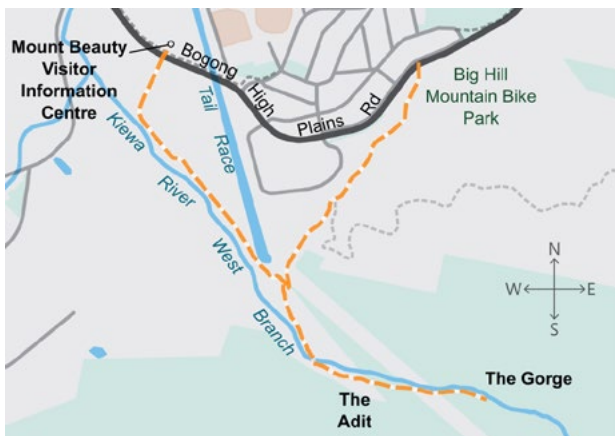 Mount Beauty
Visitor
Information
Centre
Bogong
High
Plains
Rd
Tail
Race
Big Hill
Mountain Bike
Park
Kiewa
River
West
Branch
N
W
E
S
The Gorge
The
Adit